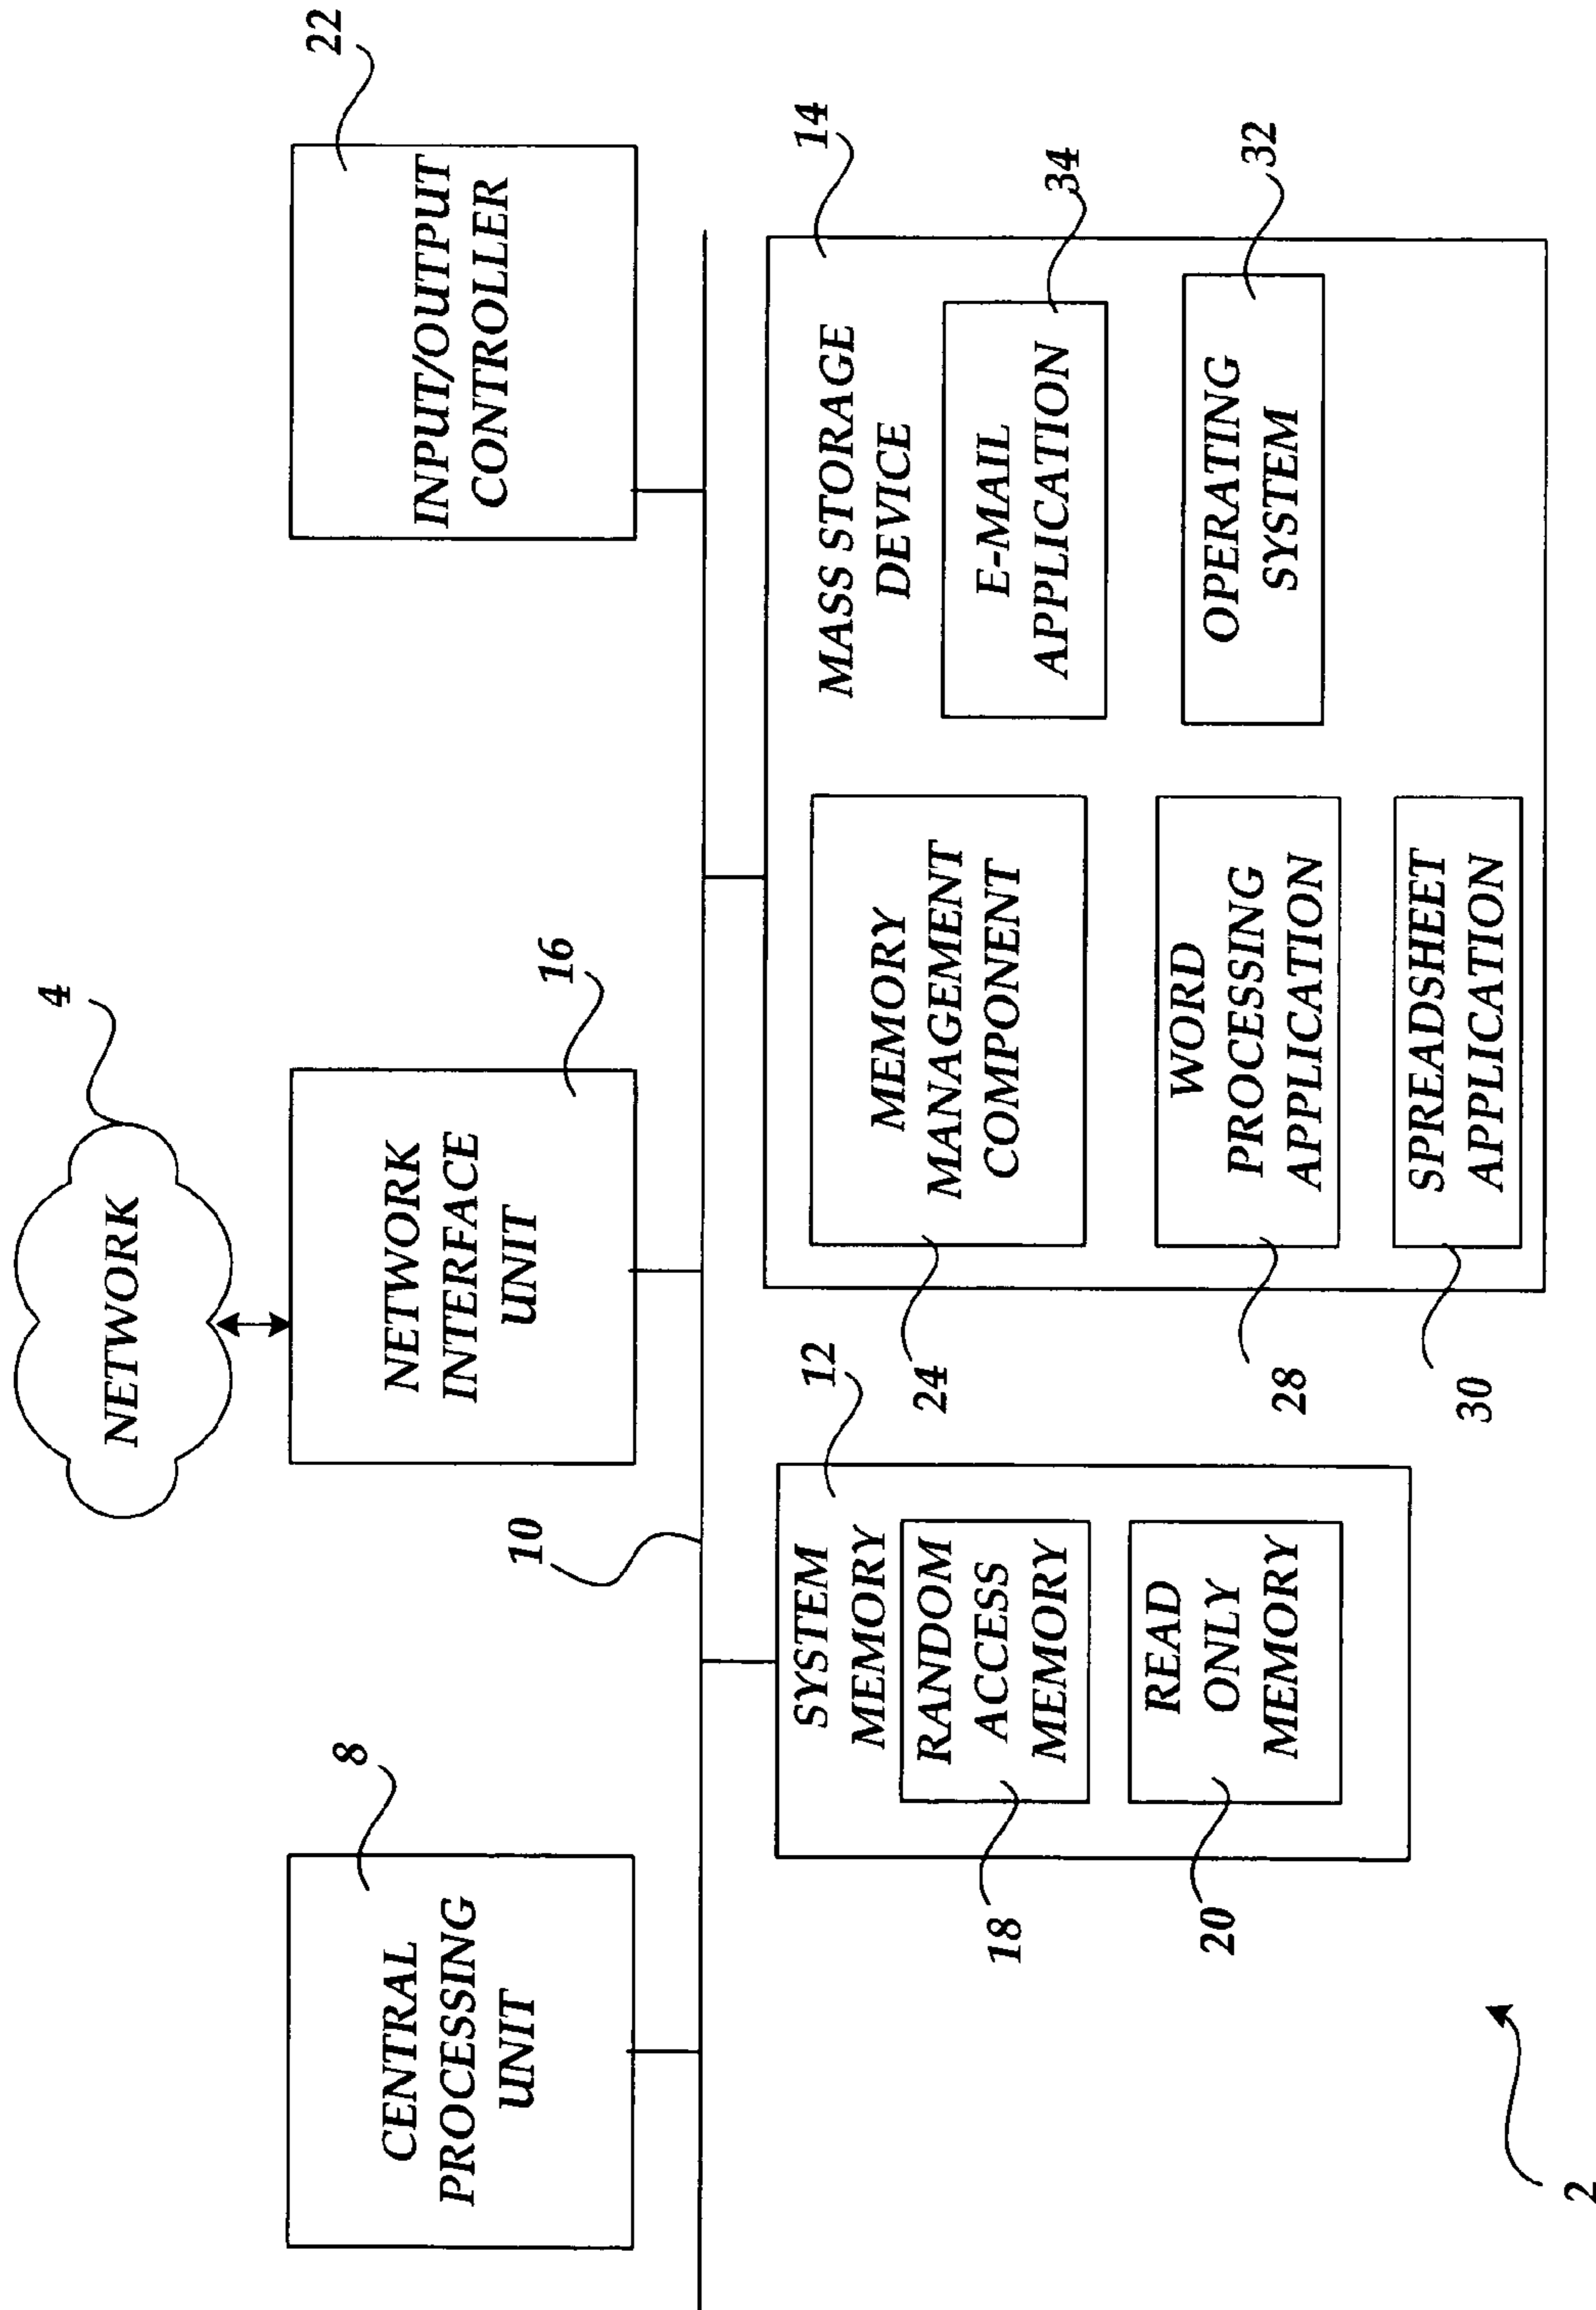 NETWORK
4
CENTRAL
PROCESSING
UNIT
8
NETWORK
INTERFACE
UNIT
16
INPUT/OUTPUT
CONTROLLER
22
10
SYSTEM
MEMORY
12
RANDOM
ACCESS
MEMORY
18
READ
ONLY
MEMORY
20
MASS STORAGE
DEVICE
14
MEMORY
MANAGEMENT
COMPONENT
24
E-MAIL
APPLICATION
34
WORD
PROCESSING
APPLICATION
28
OPERATING
SYSTEM
32
SPREADSHEET
APPLICATION
30
2